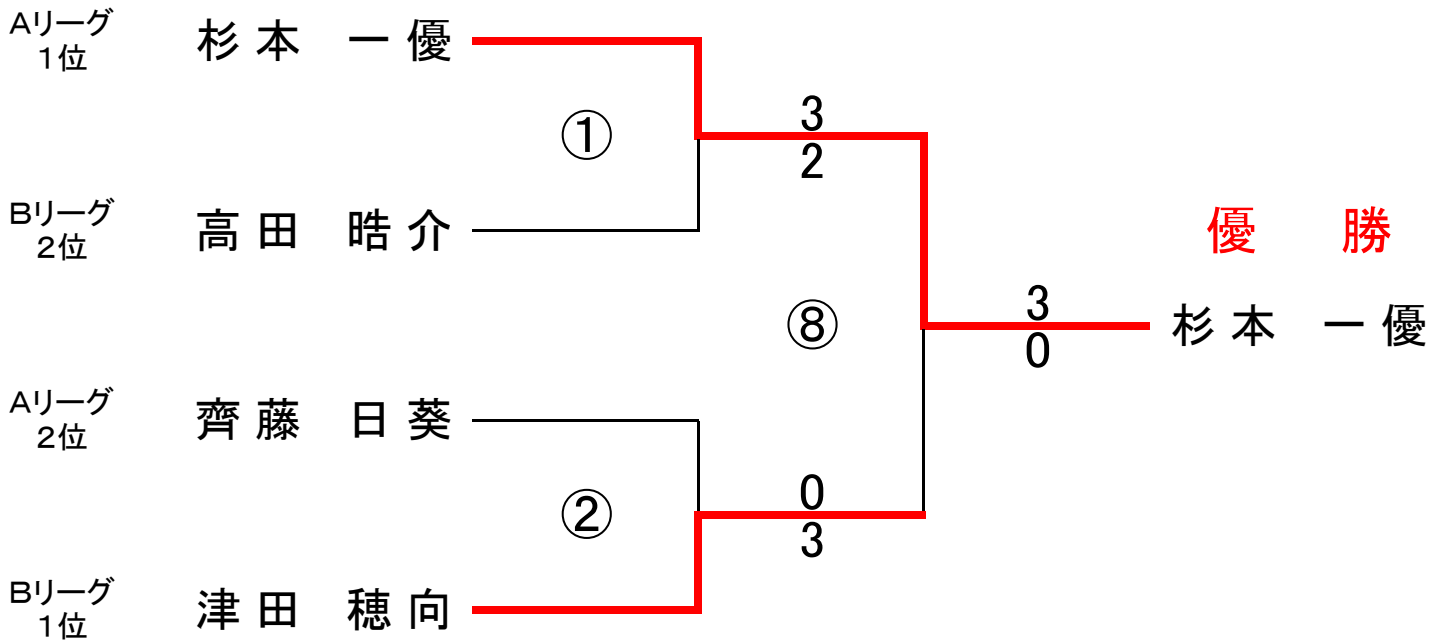 Aリーグ
1位
杉本 一優
①
3
2
Bリーグ
2位
高田 晧介
優 勝
⑧
3
0
杉本 一優
Aリーグ
2位
齊藤 日葵
②
0
3
Bリーグ
1位
津田 穂向